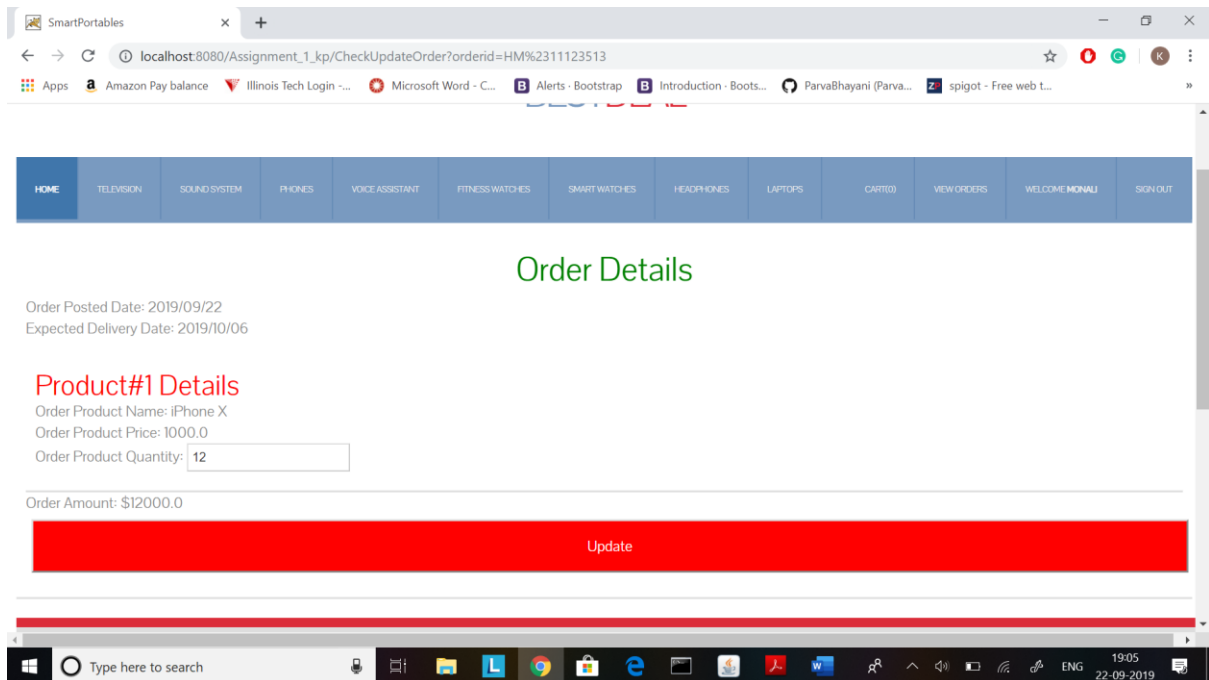 SmartPortables
localhost:8080/Assignment_1_kp/CheckUpdateOrder?orderid=HM%2311123513
K
Apps a Amazon Pay balance Illinois Tech Login -... Microsoft Word - C... B Alerts · Bootstrap B Introduction · Boots... ParvaBhayani (Parva... spigot - Free web t... »
HOME TELEVISION SOUND SYSTEM PHONES VOICE ASSISTANT FITNESS WATCHES SMART WATCHES HEADPHONES LAPTOPS CART(0) VIEW ORDERS WELCOME MONALI SIGN OUT
Order Details
Order Posted Date: 2019/09/22
Expected Delivery Date: 2019/10/06
Product#1 Details
Order Product Name: iPhone X
Order Product Price: 1000.0
Order Product Quantity: 12
Order Amount: $12000.0
Update
Type here to search L W ENG 19:05
22-09-2019